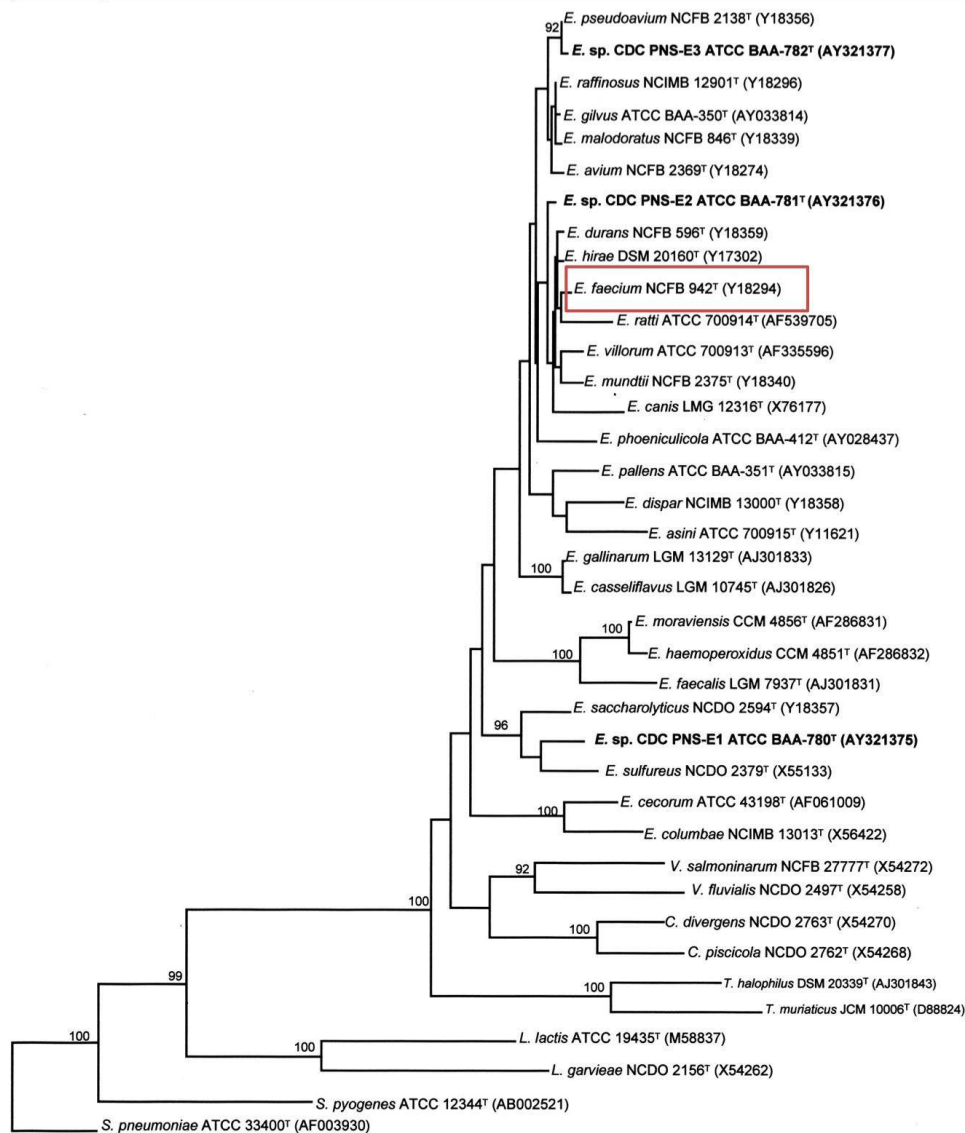 E. pseudoavium NCFB 2138ᵀ (Y18356)
92
E. sp. CDC PNS-E3 ATCC BAA-782ᵀ (AY321377)
E. raffinosus NCIMB 12901ᵀ (Y18296)
E. gilvus ATCC BAA-350ᵀ (AY033814)
E. malodoratus NCFB 846ᵀ (Y18339)
E. avium NCFB 2369ᵀ (Y18274)
E. sp. CDC PNS-E2 ATCC BAA-781ᵀ (AY321376)
E. durans NCFB 596ᵀ (Y18359)
E. hirae DSM 20160ᵀ (Y17302)
E. faecium NCFB 942ᵀ (Y18294)
E. ratti ATCC 700914ᵀ (AF539705)
E. villorum ATCC 700913ᵀ (AF335596)
E. mundtii NCFB 2375ᵀ (Y18340)
E. canis LMG 12316ᵀ (X76177)
E. phoeniculicola ATCC BAA-412ᵀ (AY028437)
E. pallens ATCC BAA-351ᵀ (AY033815)
E. dispar NCIMB 13000ᵀ (Y18358)
E. asini ATCC 700915ᵀ (Y11621)
E. gallinarum LGM 13129ᵀ (AJ301833)
100
E. casseliflavus LGM 10745ᵀ (AJ301826)
E. moraviensis CCM 4856ᵀ (AF286831)
100
E. haemoperoxidus CCM 4851ᵀ (AF286832)
100
E. faecalis LGM 7937ᵀ (AJ301831)
E. saccharolyticus NCDO 2594ᵀ (Y18357)
96
E. sp. CDC PNS-E1 ATCC BAA-780ᵀ (AY321375)
E. sulfureus NCDO 2379ᵀ (X55133)
E. cecorum ATCC 43198ᵀ (AF061009)
100
E. columbae NCIMB 13013ᵀ (X56422)
V. salmoninarum NCFB 27777ᵀ (X54272)
92
V. fluvialis NCDO 2497ᵀ (X54258)
100
C. divergens NCDO 2763ᵀ (X54270)
100
C. piscicola NCDO 2762ᵀ (X54268)
99
T. halophilus DSM 20339ᵀ (AJ301843)
100
T. muriaticus JCM 10006ᵀ (D88824)
100
L. lactis ATCC 19435ᵀ (M58837)
100
L. garvieae NCDO 2156ᵀ (X54262)
S. pyogenes ATCC 12344ᵀ (AB002521)
S. pneumoniae ATCC 33400ᵀ (AF003930)